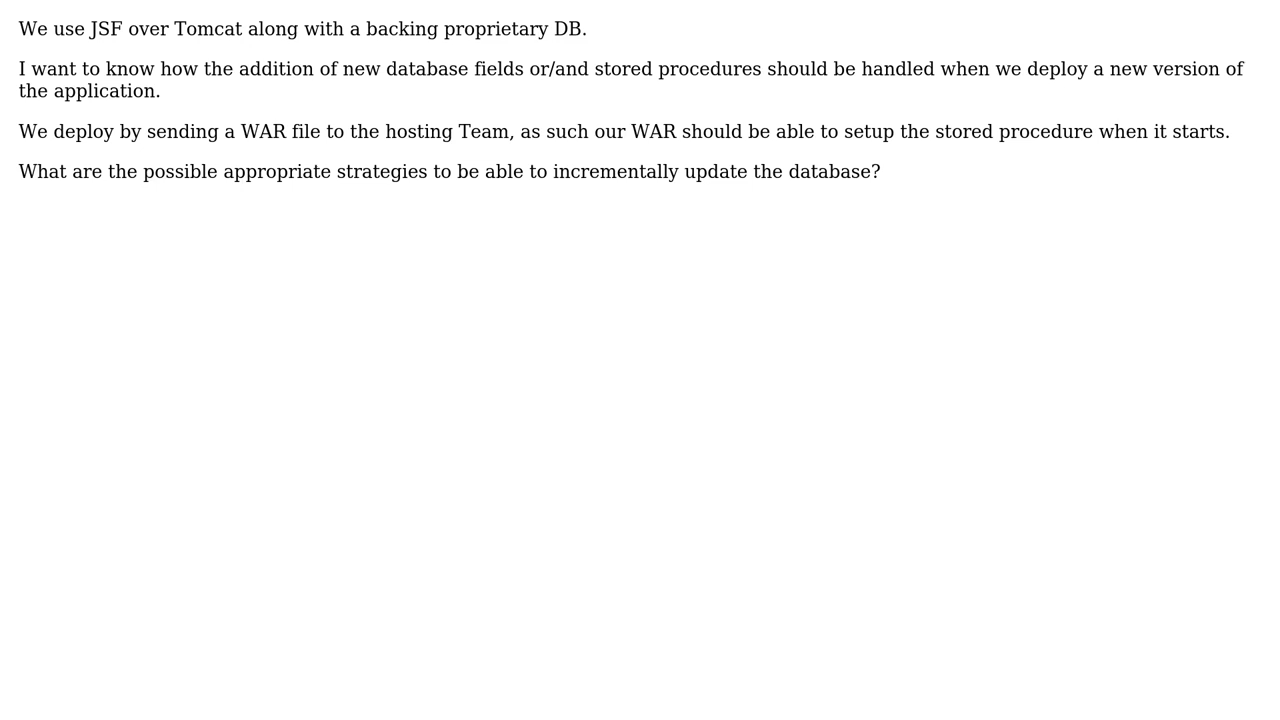 We use JSF over Tomcat along with a backing proprietary DB.
I want to know how the addition of new database fields or/and stored procedures should be handled when we deploy a new version of
the application.
We deploy by sending a WAR file to the hosting Team, as such our WAR should be able to setup the stored procedure when it starts.
What are the possible appropriate strategies to be able to incrementally update the database?